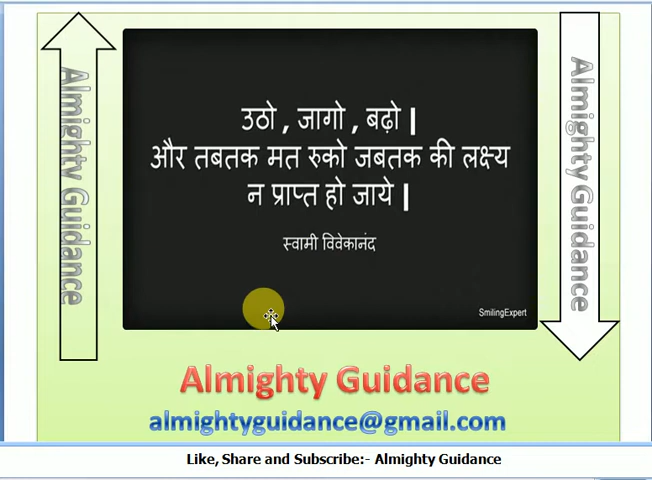 Almighty Guidance
उठो , जागो , बढ़ो |
और तबतक मत रुको जबतक की लक्ष्य
न प्राप्त हो जाये |
स्वामी विवेकानंद
SmilingExpert
Almighty Guidance
Almighty Guidance
almightyguidance@gmail.com
Like, Share and Subscribe:- Almighty Guidance